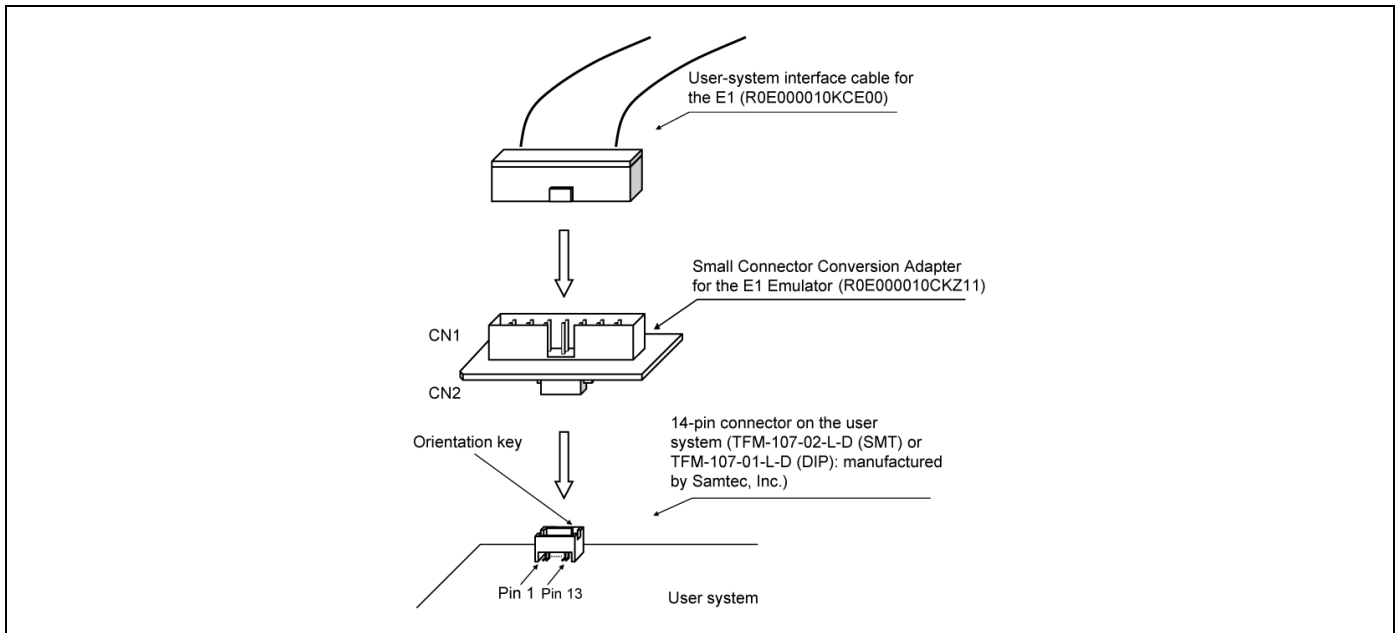 User-system interface cable for
the E1 (R0E000010KCE00)
Small Connector Conversion Adapter
for the E1 Emulator (R0E000010CKZ11)
CN1
CN2
14-pin connector on the user
system (TFM-107-02-L-D (SMT) or
TFM-107-01-L-D (DIP): manufactured
by Samtec, Inc.)
Orientation key
Pin 1 Pin 13
User system